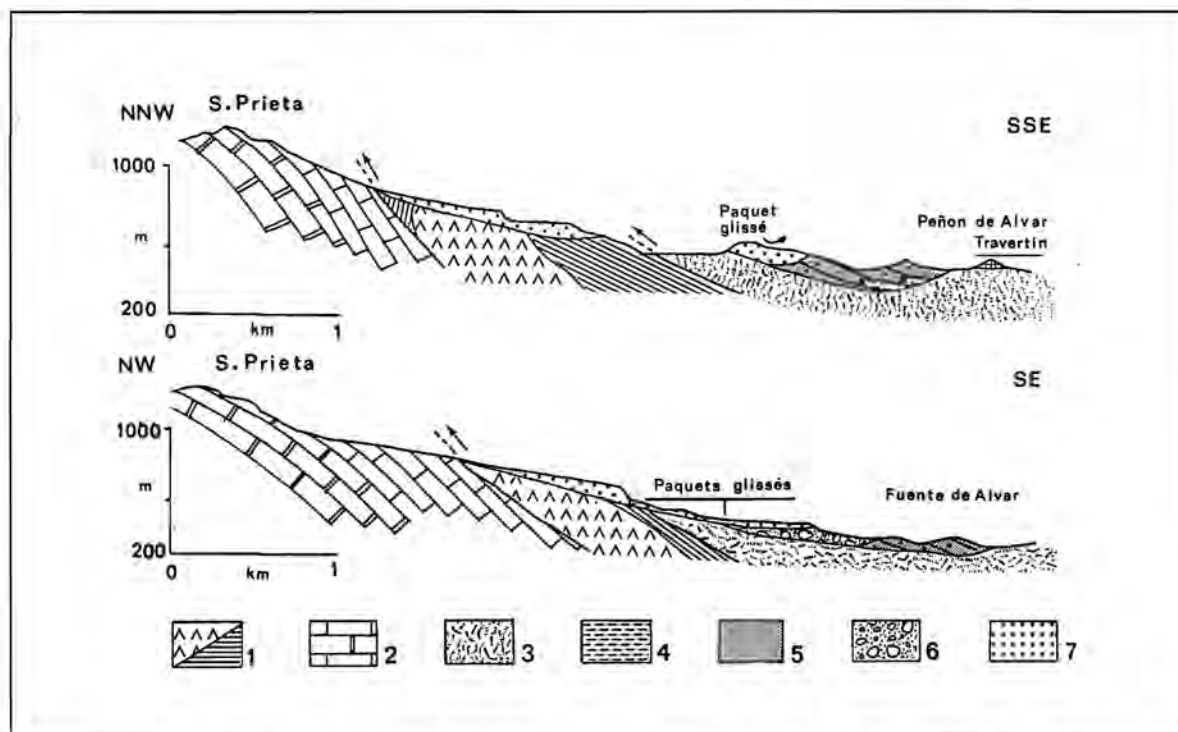 NNW S. Prieta SSE
1000
Paquet
glissé
Peñon de Alvar
Travertin
m
200
0 km 1
NW S. Prieta SE
1000
m
Paquets glissés
Fuente de Alvar
200
0 km 1
1 2 3 4 5 6 7